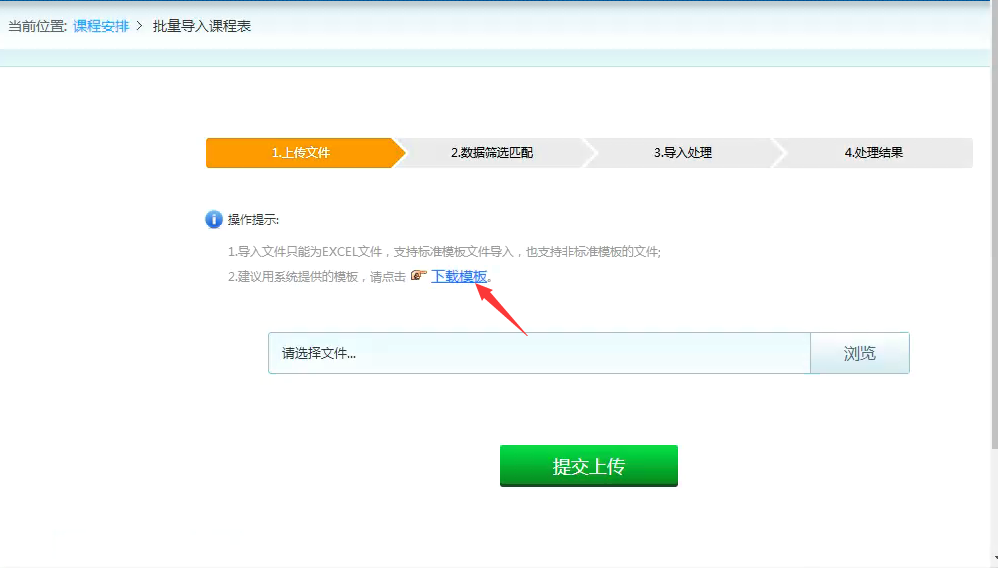 当前位置: 课程安排 > 批量导入课程表
1.上传文件 2.数据筛选匹配 3.导入处理 4.处理结果
操作提示:
1.导入文件只能为EXCEL文件，支持标准模板文件导入，也支持非标准模板的文件;
2.建议用系统提供的模板，请点击 下载模板。
请选择文件... 浏览
提交上传